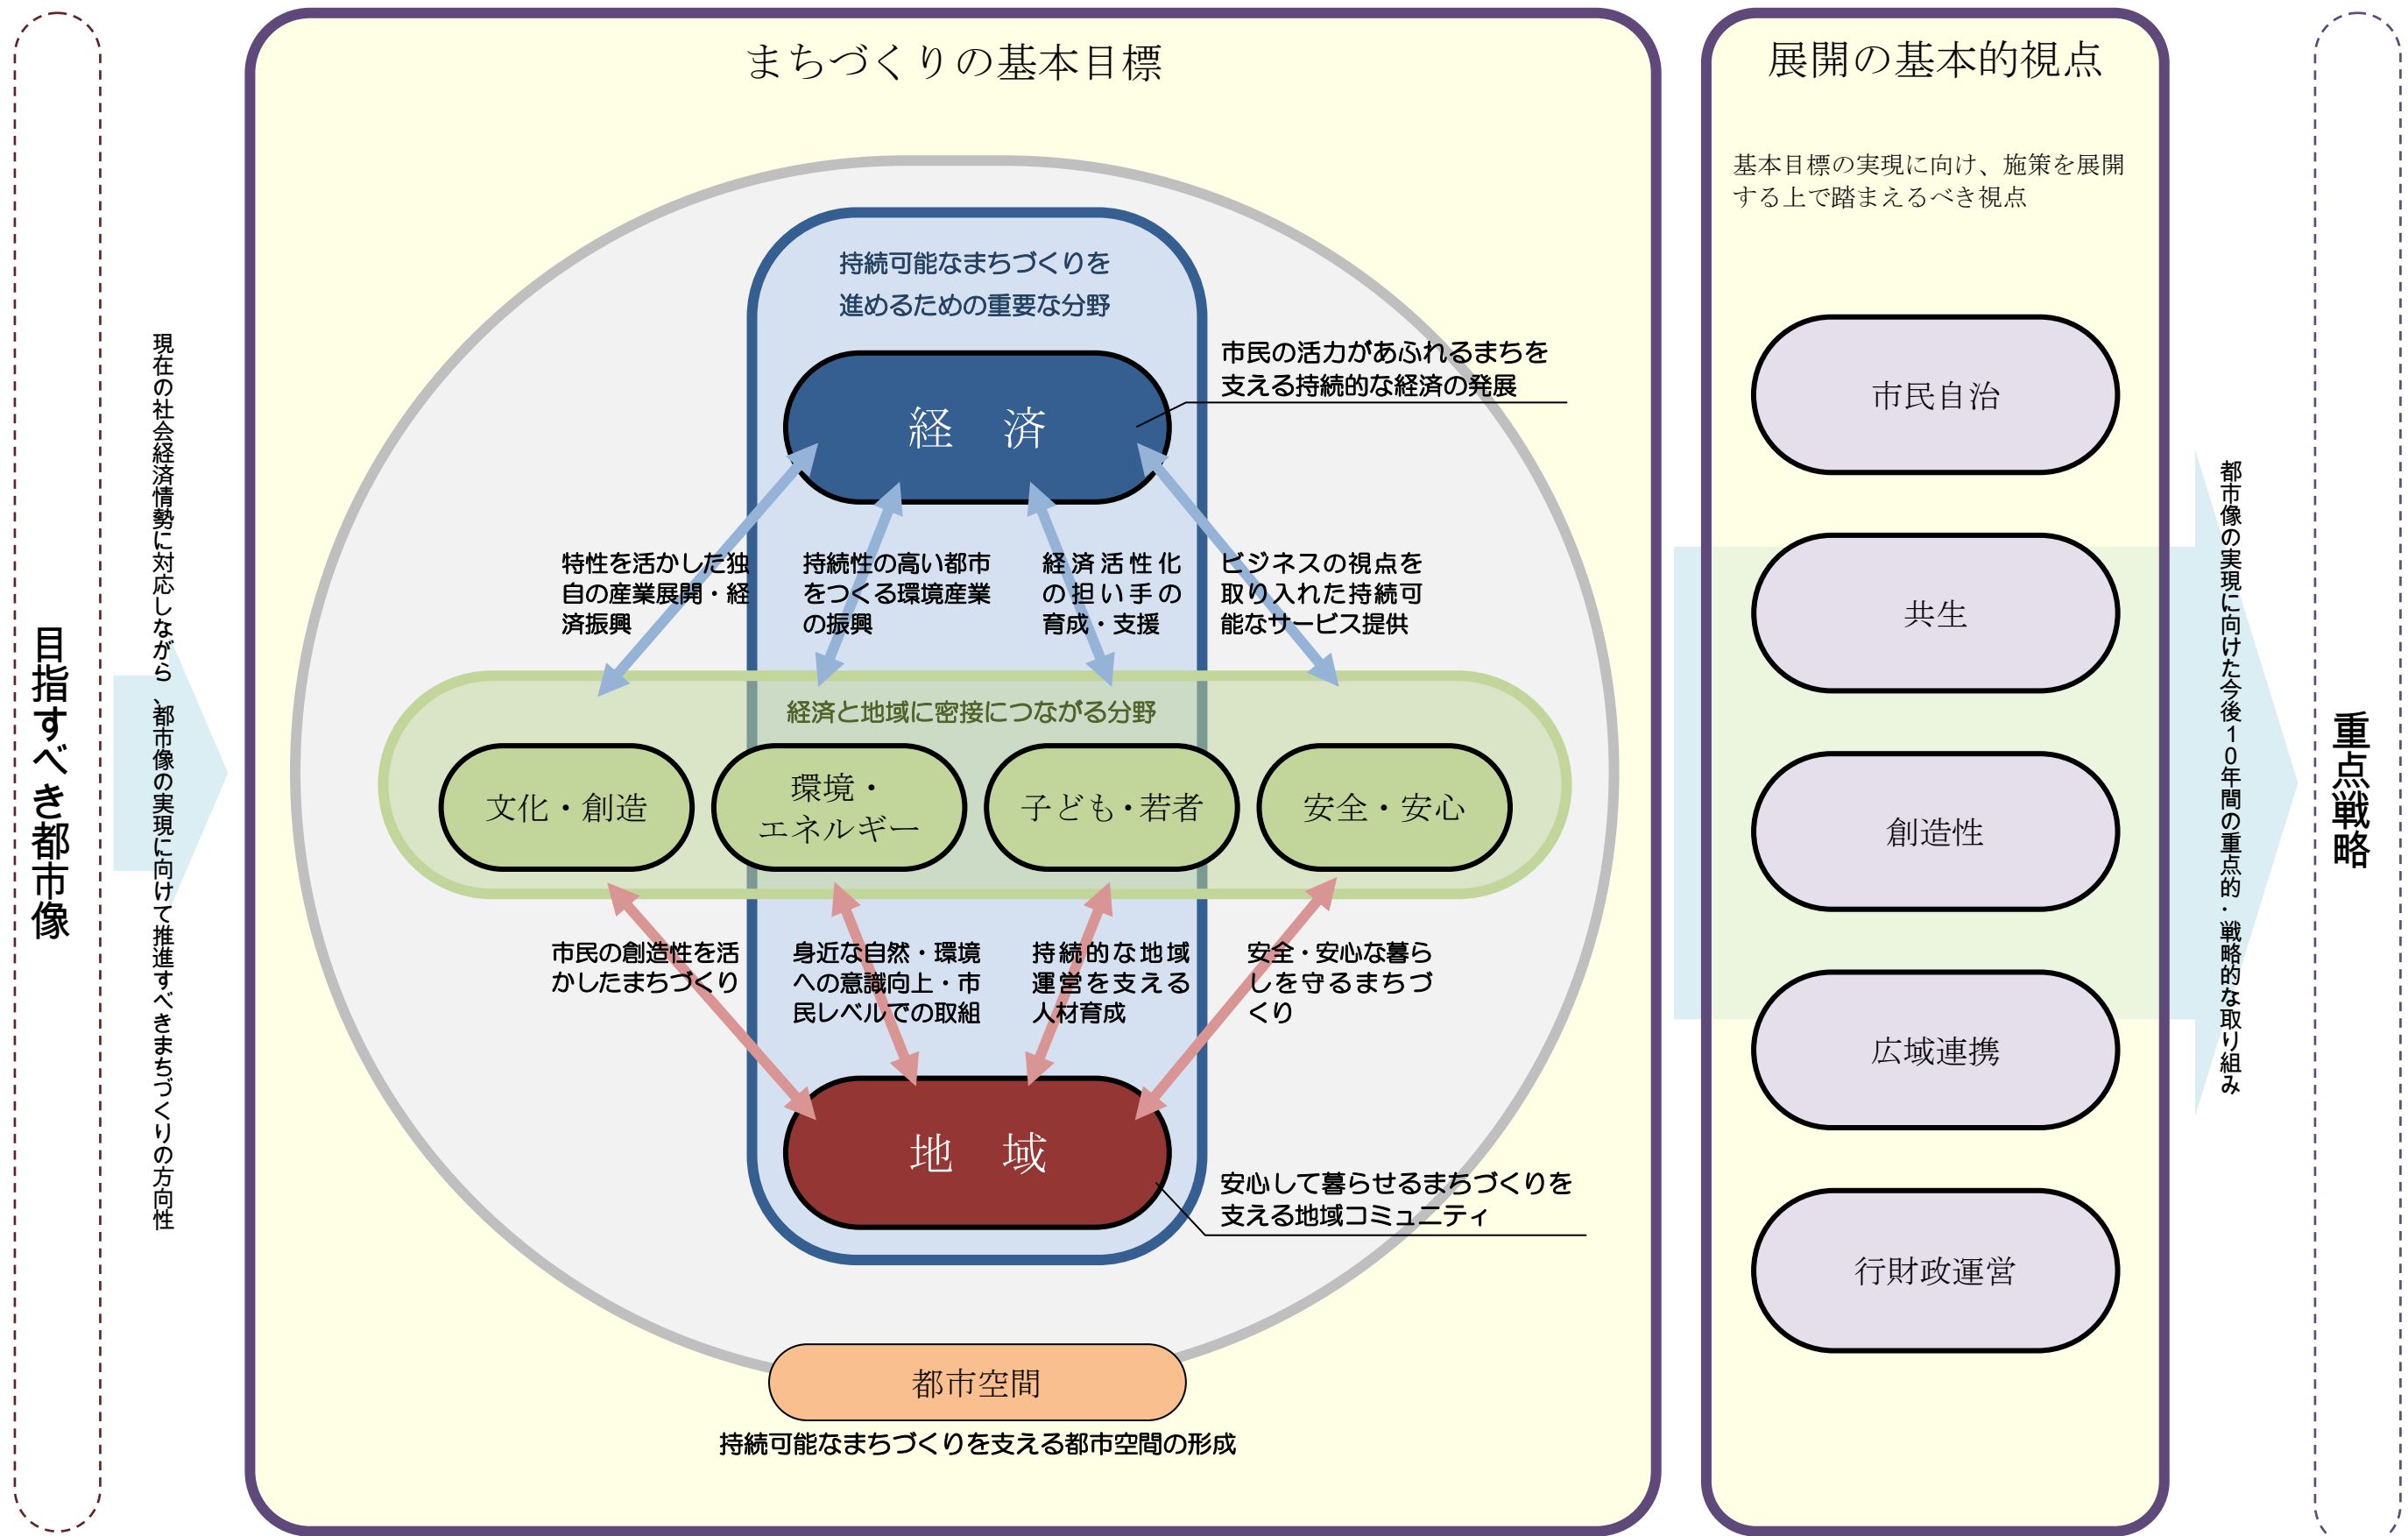 目指すべき都市像
現在の社会経済情勢に対応しながら、都市像の実現に向けて推進すべきまちづくりの方向性
まちづくりの基本目標
持続可能なまちづくりを
進めるための重要な分野
経　済
市民の活力があふれるまちを
支える持続的な経済の発展
特性を活かした独
自の産業展開・経
済振興
持続性の高い都市
をつくる環境産業
の振興
経済活性化
の担い手の
育成・支援
ビジネスの視点を
取り入れた持続可
能なサービス提供
経済と地域に密接につながる分野
文化・創造
環境・
エネルギー
子ども・若者
安全・安心
市民の創造性を活
かしたまちづくり
身近な自然・環境
への意識向上・市
民レベルでの取組
持続的な地域
運営を支える
人材育成
安全・安心な暮ら
しを守るまちづ
くり
地　域
安心して暮らせるまちづくりを
支える地域コミュニティ
都市空間
持続可能なまちづくりを支える都市空間の形成
展開の基本的視点
基本目標の実現に向け、施策を展開
する上で踏まえるべき視点
市民自治
共生
創造性
広域連携
行財政運営
都市像の実現に向けた今後１０年間の重点的・戦略的な取り組み
重点戦略